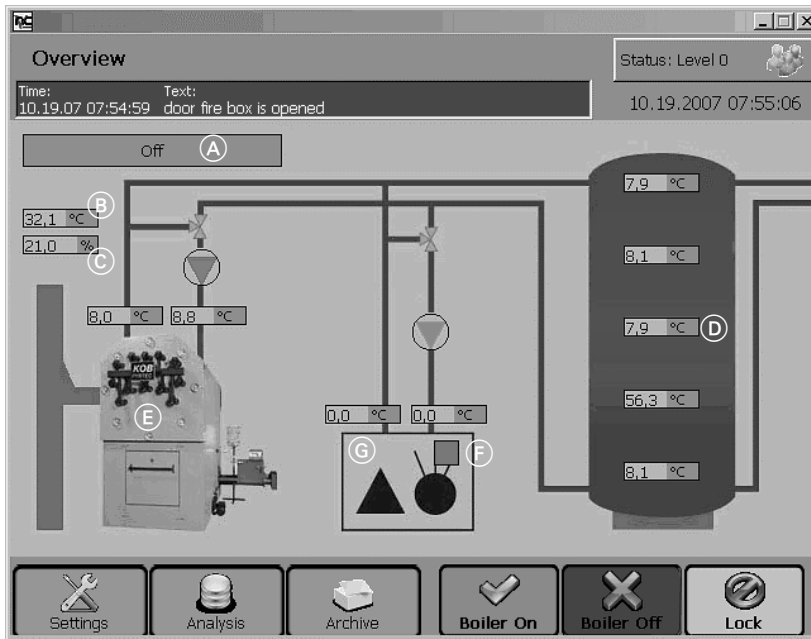 Overview
Status: Level 0
Time: Text:
10.19.07 07:54:59 door fire box is opened
10.19.2007 07:55:06
Off A
B
32,1 °C
21,0 %
C
7,9 °C
8,1 °C
7,9 °C D
56,3 °C
8,1 °C
8,0 °C 8,8 °C
KÖB
E
0,0 °C 0,0 °C
G F
Settings Analysis Archive Boiler On Boiler Off Lock